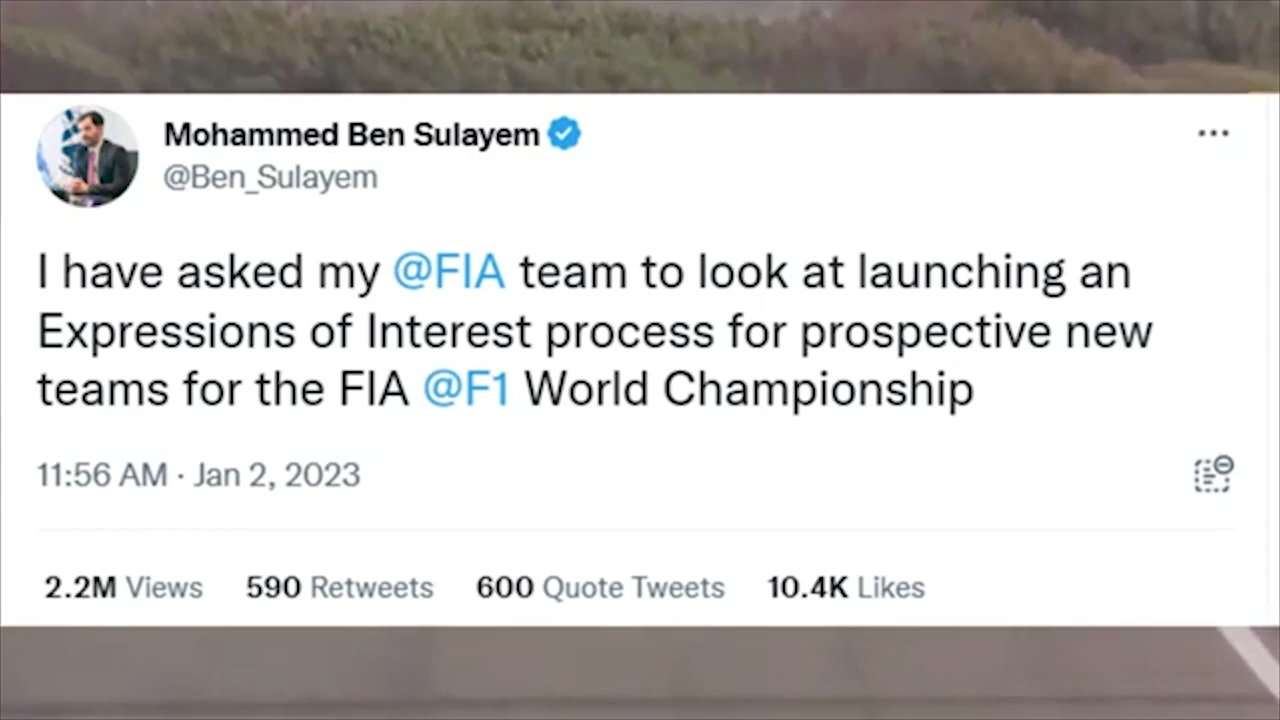 Mohammed Ben Sulayem
@Ben_Sulayem
I have asked my @FIA team to look at launching an
Expressions of Interest process for prospective new
teams for the FIA @F1 World Championship
11:56 AM · Jan 2, 2023
2.2M Views 590 Retweets 600 Quote Tweets 10.4K Likes